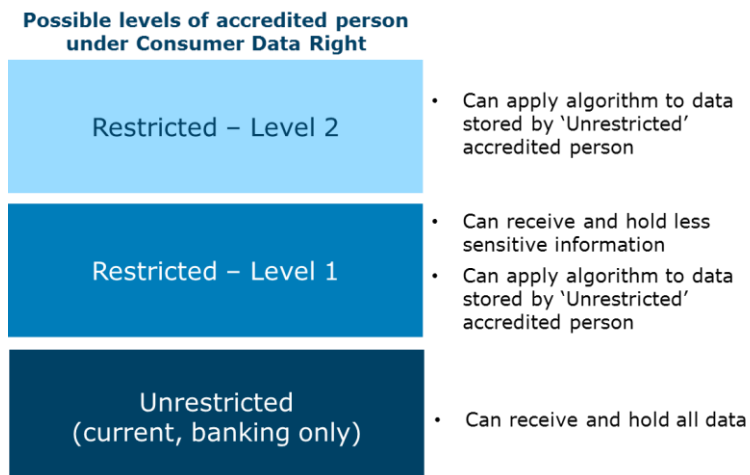 Possible levels of accredited person
under Consumer Data Right
Restricted – Level 2
• Can apply algorithm to data
stored by ‘Unrestricted’
accredited person
Restricted – Level 1
• Can receive and hold less
sensitive information
• Can apply algorithm to data
stored by ‘Unrestricted’
accredited person
Unrestricted
(current, banking only)
• Can receive and hold all data